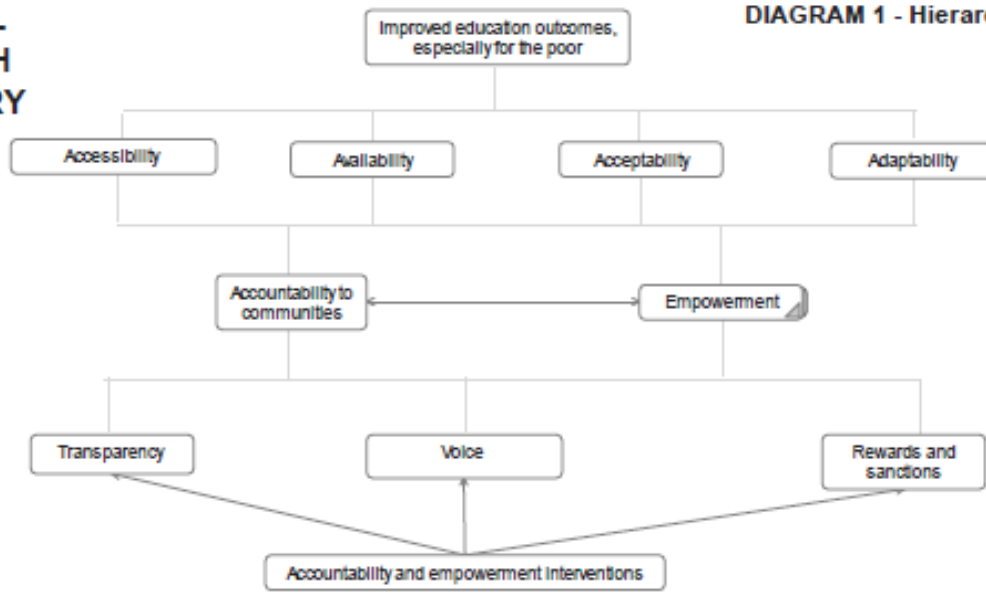 DIAGRAM 1 - Hierar
H
RY
Improved education outcomes,
especially for the poor
Accessibility
Availability
Acceptability
Adaptability
Accountability to
communities
Empowerment
Transparency
Voice
Rewards and
sanctions
Accountability and empowerment interventions